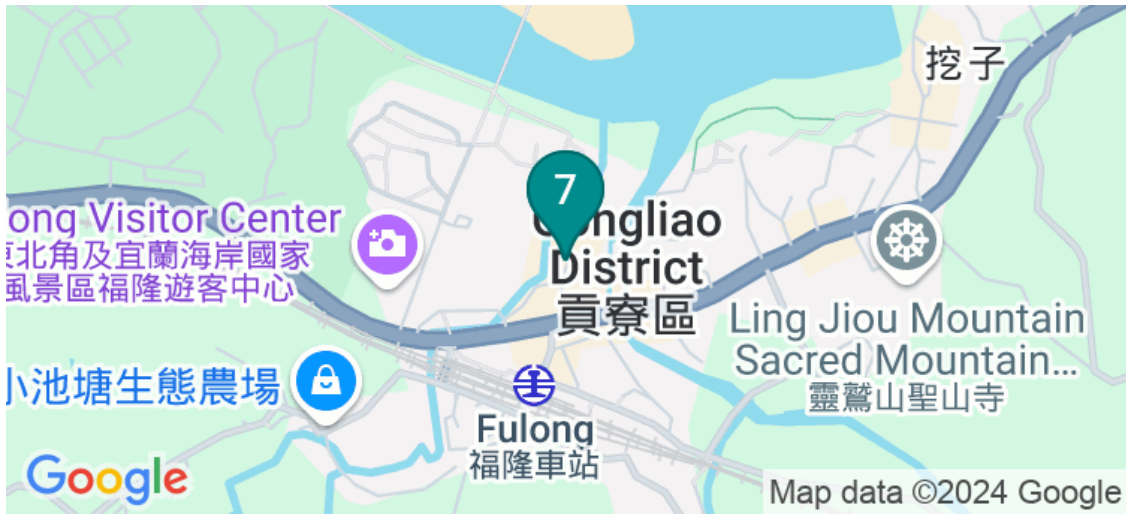 挖子
7
ong Visitor Center
東北角及宜蘭海岸國家
風景區福隆遊客中心
Gongliao
District
貢寮區
Ling Jiou Mountain
Sacred Mountain...
靈鷲山聖山寺
小池塘生態農場
Fulong
福隆車站
Google
Map data ©2024 Google